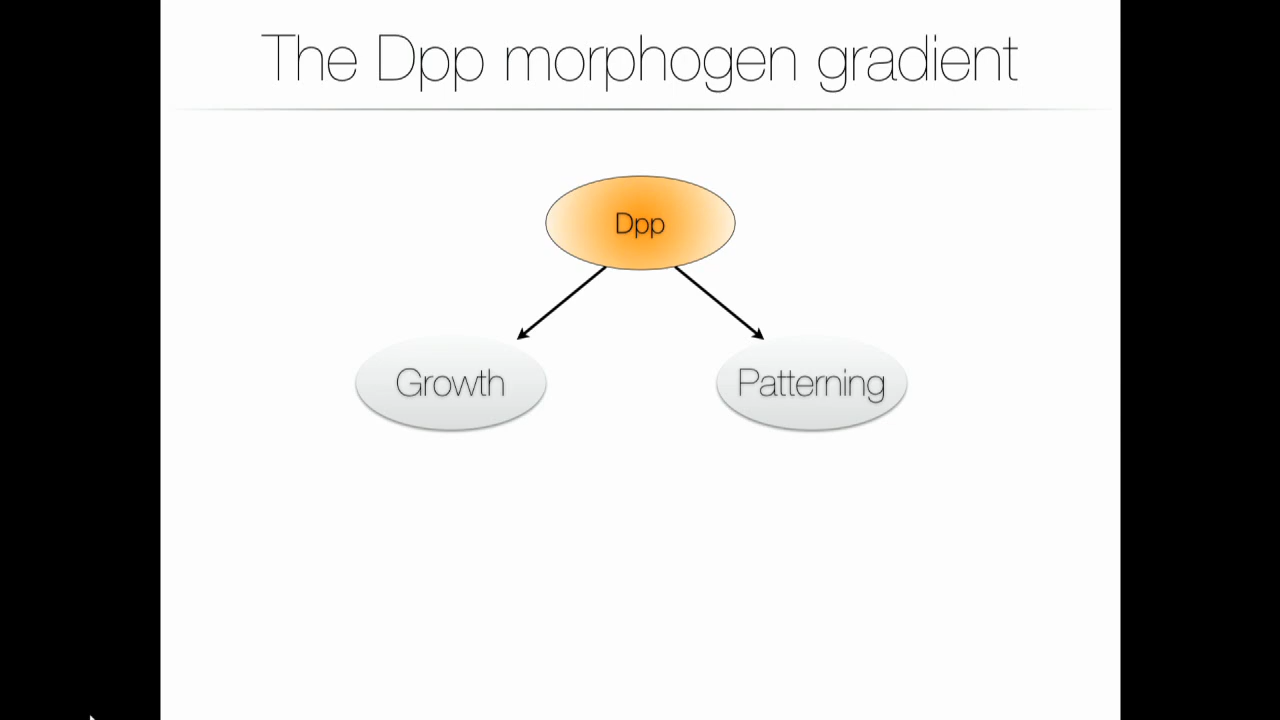 The Dpp morphogen gradient
Dpp
Growth
Patterning